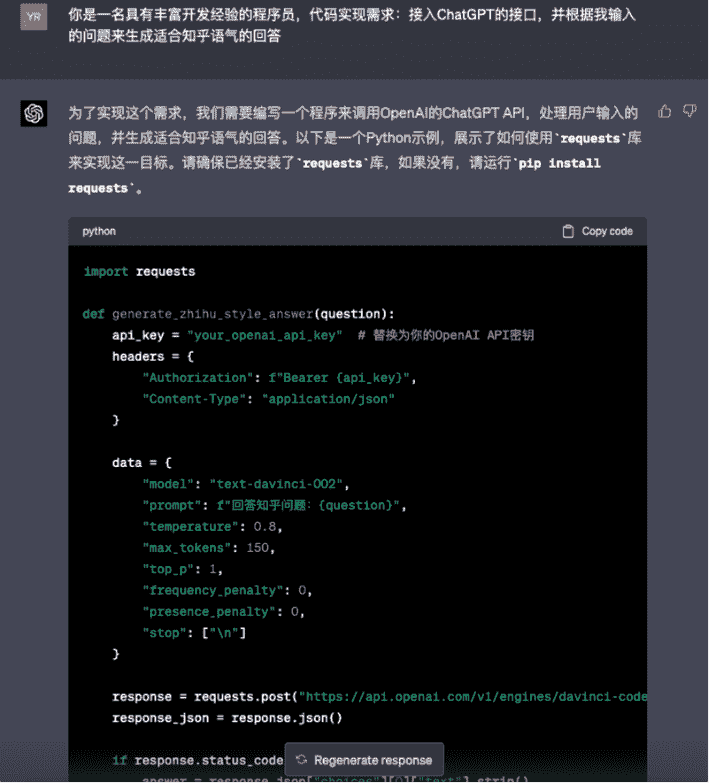 YR
你是一名具有丰富开发经验的程序员，代码实现需求：接入ChatGPT的接口，并根据我输入
的问题来生成适合知乎语气的回答
为了实现这个需求，我们需要编写一个程序来调用OpenAI的ChatGPT API，处理用户输入的
问题，并生成适合知乎语气的回答。以下是一个Python示例，展示了如何使用`requests`库
来实现这一目标。请确保已经安装了`requests`库，如果没有，请运行`pip install
requests`。
python
Copy code
import requests
def generate_zhihu_style_answer(question):
    api_key = "your_openai_api_key"  # 替换为你的OpenAI API密钥
    headers = {
        "Authorization": f"Bearer {api_key}",
        "Content-Type": "application/json"
    }
    data = {
        "model": "text-davinci-002",
        "prompt": f"回答知乎问题：{question}",
        "temperature": 0.8,
        "max_tokens": 150,
        "top_p": 1,
        "frequency_penalty": 0,
        "presence_penalty": 0,
        "stop": ["\n"]
    }
    response = requests.post("https://api.openai.com/v1/engines/davinci-code
    response_json = response.json()
    if response.status_code
Regenerate response
        answer = response_json["choices"][0]["text"].strip()